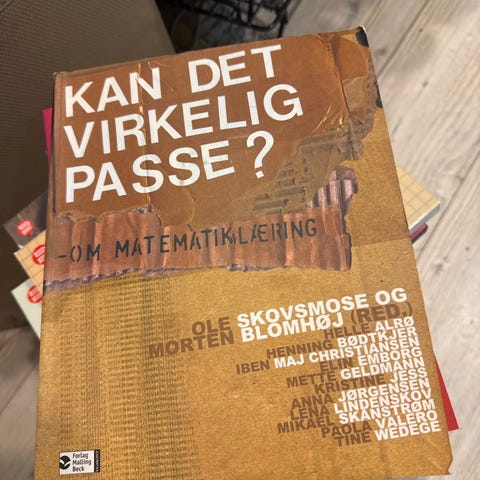 KAN DET
VIRKELIG
PASSE?
-OM MATEMATIKLÆRING
OLE SKOVSMOSE OG
MORTEN BLOMHØJ (RED.)
HELLE ALRØ
HENNING BØDTKJER
IBEN MAJ CHRISTIANSEN
ELIN EMBORG
METTE GELDMANN
KRISTINE JESS
ANNA JØRGENSEN
LENA LINDENSKOV
MIKAEL SKÅNSTRØM
PAOLA VALERO
TINE WEDEGE
Forlag
Malling
Beck